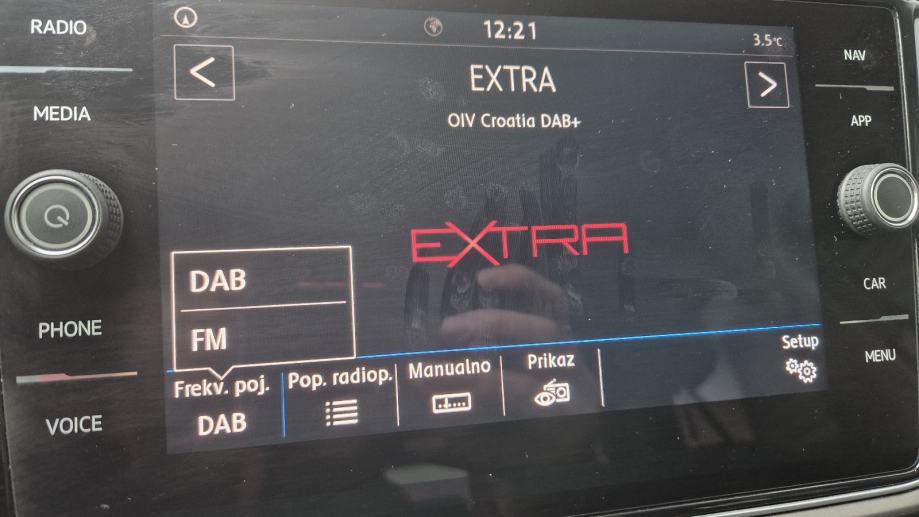 RADIO
MEDIA
PHONE
VOICE
12:21
3.5°C
<
EXTRA
>
OIV Croatia DAB+
EXTRA
DAB
FM
Frekv. poj.
DAB
Pop. radiop.
Manualno
Prikaz
Setup
NAV
APP
CAR
MENU